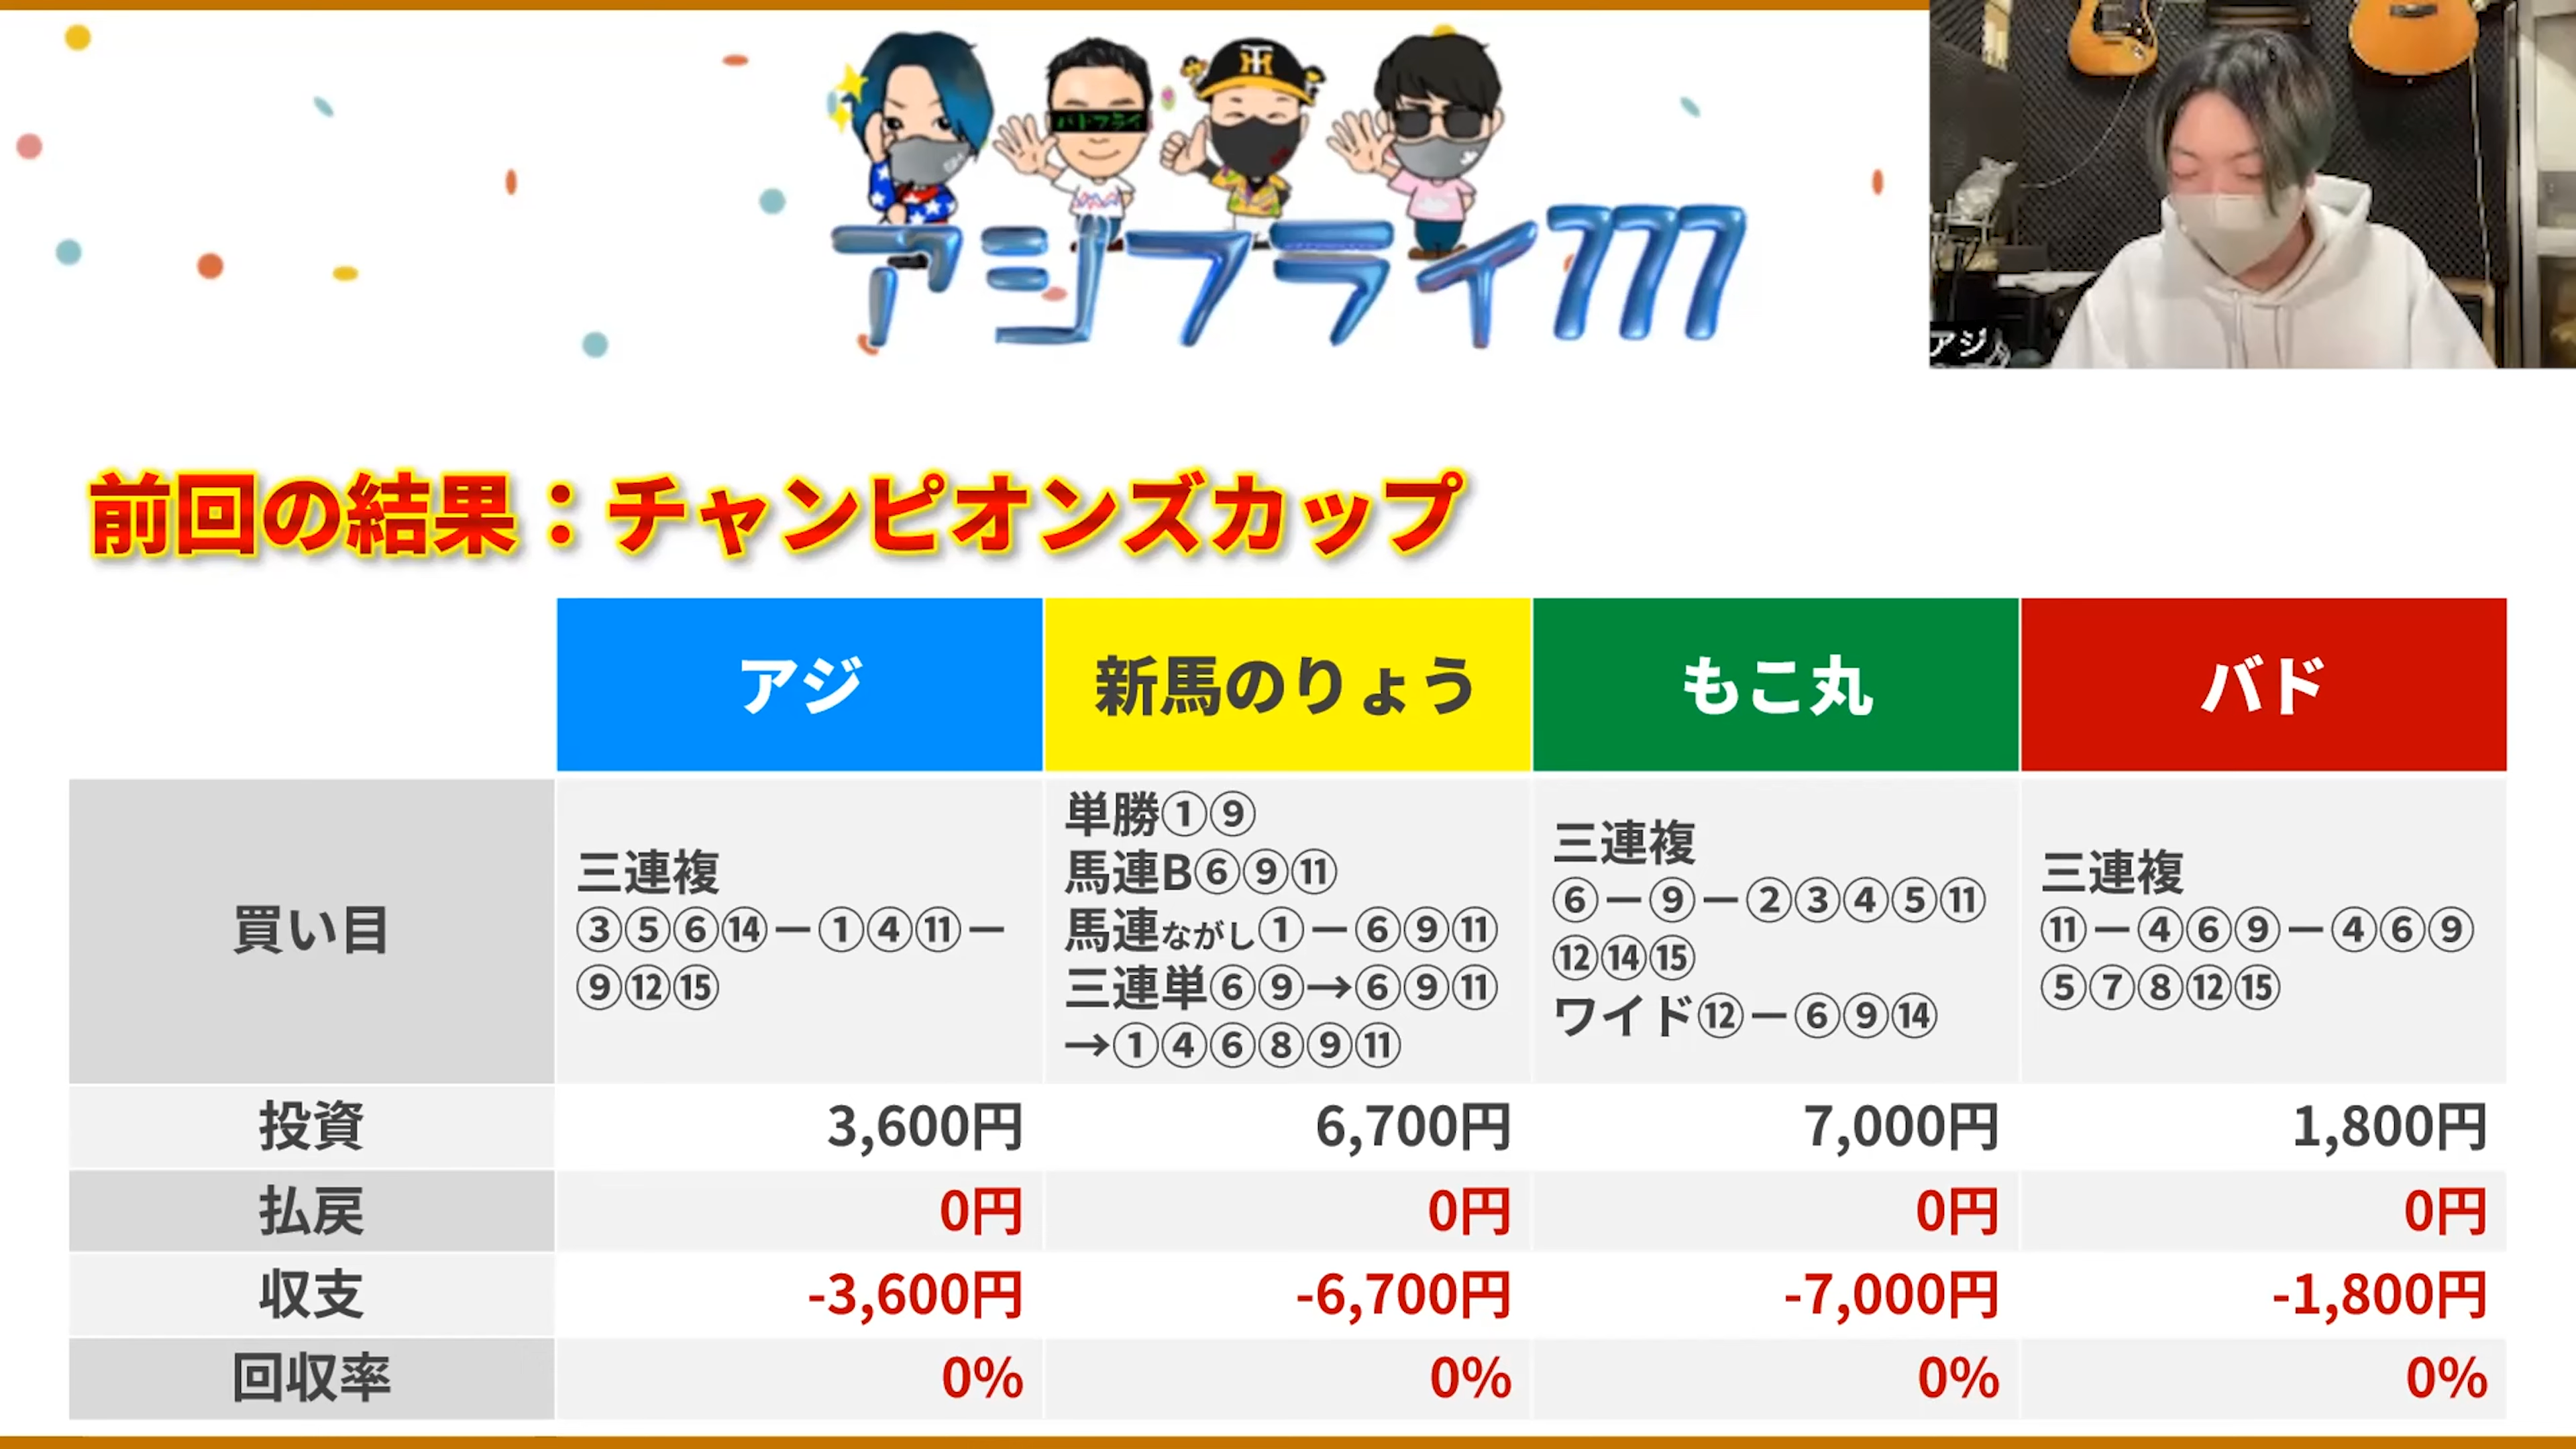 バドフライ
アジフライ777
アジ
前回の結果：チャンピオンズカップ
アジ
新馬のりょう
もこ丸
バド
買い目
三連複
③⑤⑥⑭ー①④⑪ー
⑨⑫⑮
単勝①⑨
馬連B⑥⑨⑪
馬連ながし①ー⑥⑨⑪
三連単⑥⑨→⑥⑨⑪
→①④⑥⑧⑨⑪
三連複
⑥ー⑨ー②③④⑤⑪
⑫⑭⑮
ワイド⑫ー⑥⑨⑭
三連複
⑪ー④⑥⑨ー④⑥⑨
⑤⑦⑧⑫⑮
投資
3,600円
6,700円
7,000円
1,800円
払戻
0円
0円
0円
0円
収支
-3,600円
-6,700円
-7,000円
-1,800円
回収率
0%
0%
0%
0%